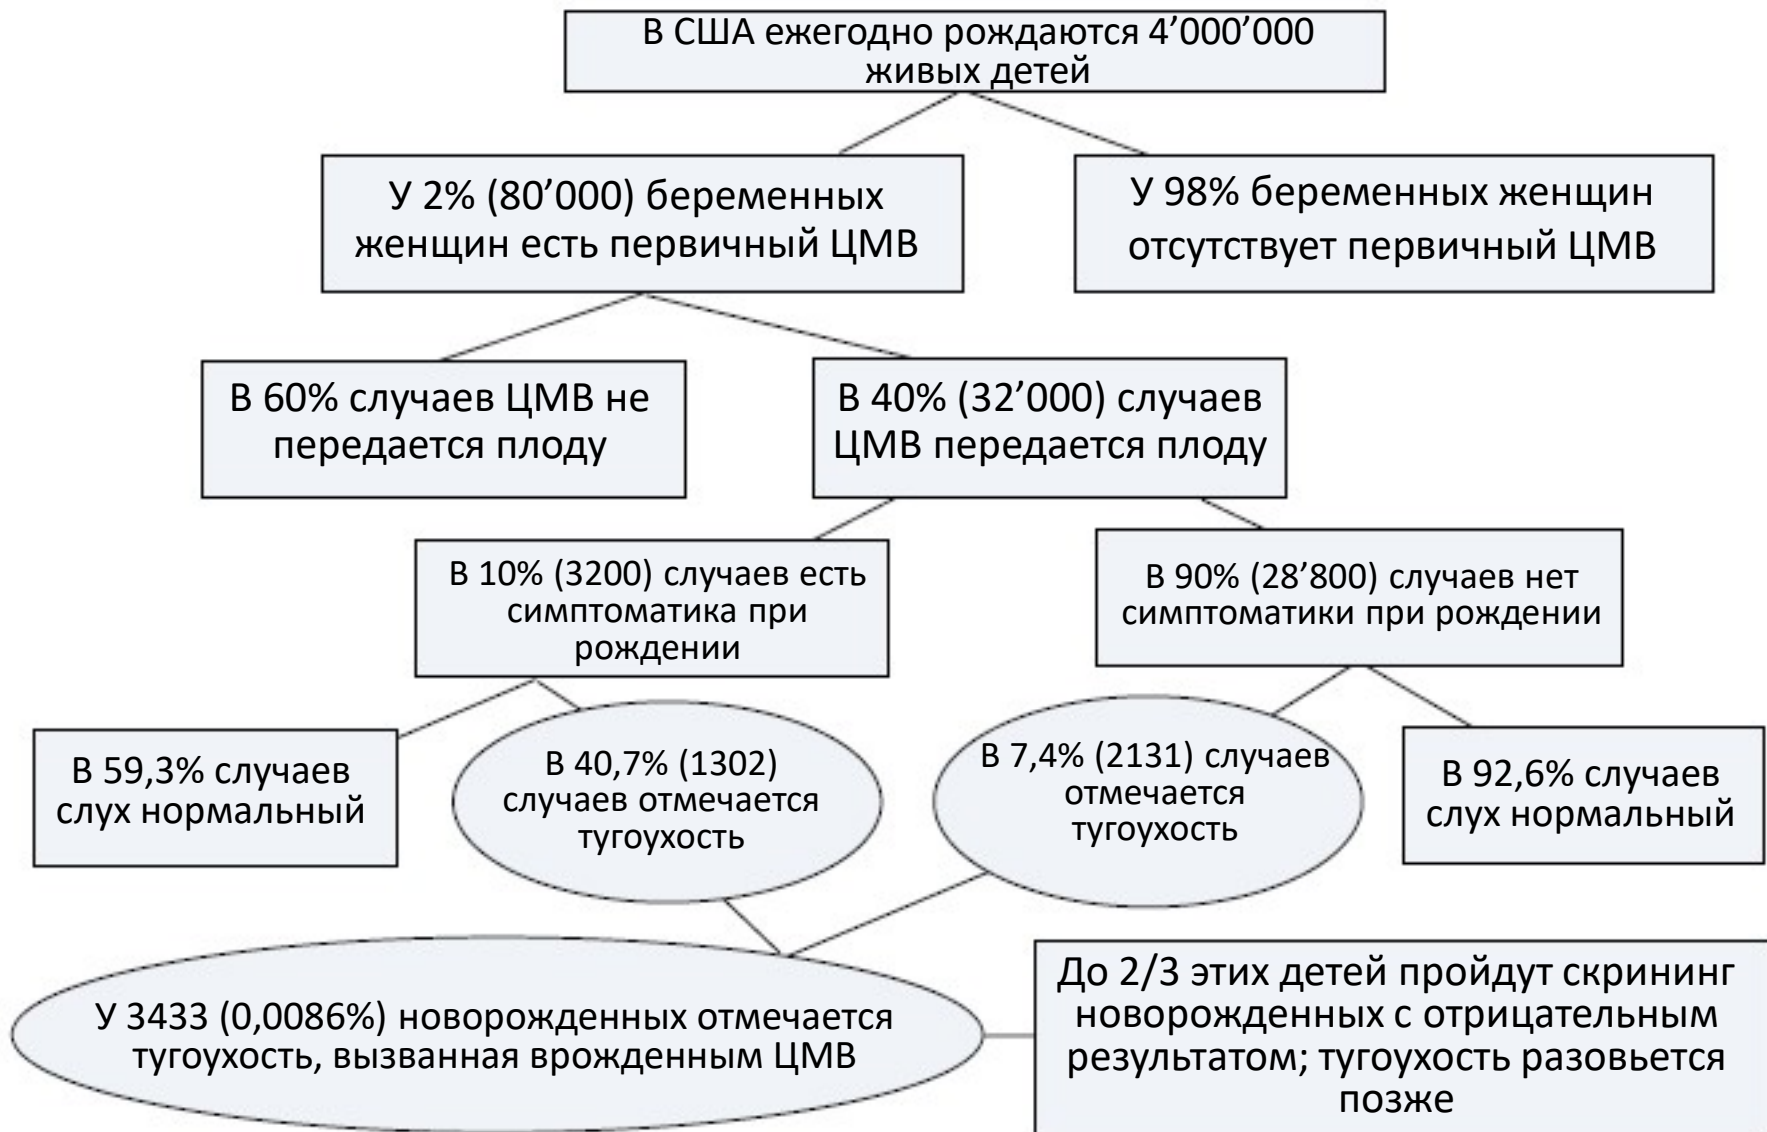 В США ежегодно рождаются 4’000’000
живых детей
У 2% (80’000) беременных
женщин есть первичный ЦМВ
У 98% беременных женщин
отсутствует первичный ЦМВ
В 60% случаев ЦМВ не
передается плоду
В 40% (32’000) случаев
ЦМВ передается плоду
В 10% (3200) случаев есть
симптоматика при
рождении
В 90% (28’800) случаев нет
симптоматики при рождении
В 59,3% случаев
слух нормальный
В 40,7% (1302)
случаев отмечается
тугоухость
В 7,4% (2131) случаев
отмечается
тугоухость
В 92,6% случаев
слух нормальный
У 3433 (0,0086%) новорожденных отмечается
тугоухость, вызванная врожденным ЦМВ
До 2/3 этих детей пройдут скрининг
новорожденных с отрицательным
результатом; тугоухость разовьется
позже